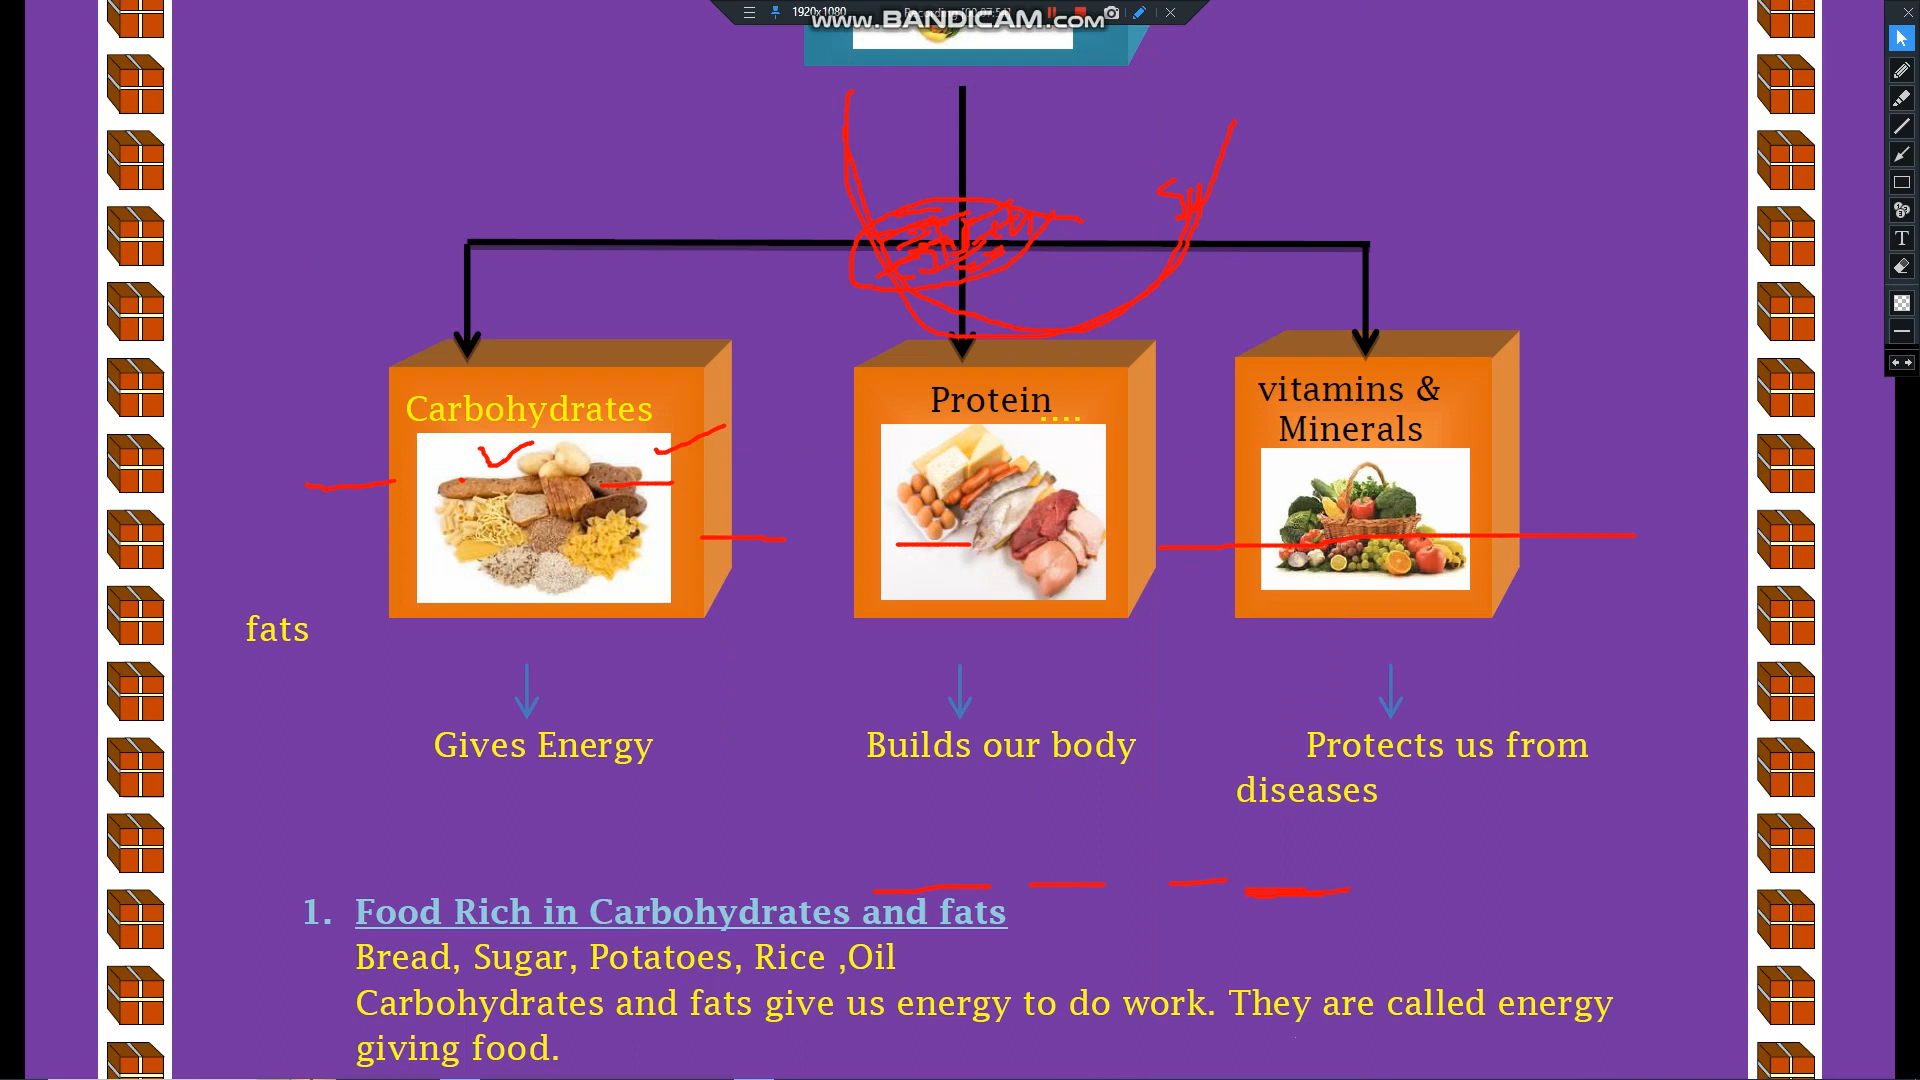 1920x1080
www.BANDICAM.com
Carbohydrates
Protein
....
vitamins &
Minerals
fats
Gives Energy
Builds our body
Protects us from
diseases
1. Food Rich in Carbohydrates and fats
Bread, Sugar, Potatoes, Rice ,Oil
Carbohydrates and fats give us energy to do work. They are called energy
giving food.